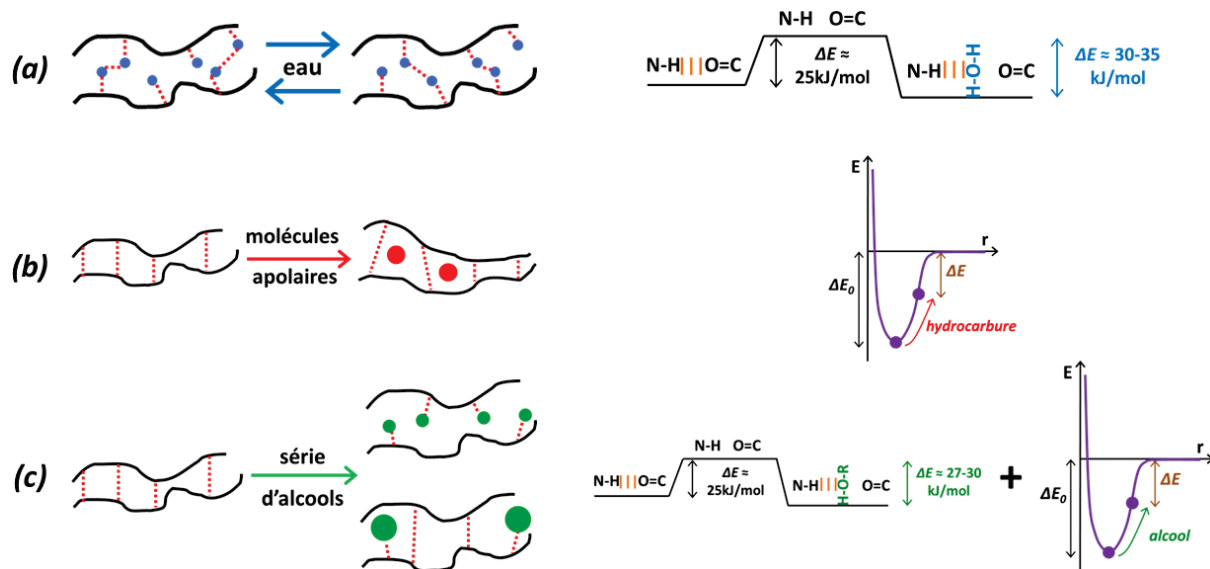 (a)
eau
N-H O=C
N-H|||O=C
ΔE ≈
25kJ/mol
N-H||| O=C
H-O-H
ΔE ≈ 30-35
kJ/mol
(b)
molécules
apolaires
E
r
ΔE₀
ΔE
hydrocarbure
(c)
série
d'alcools
N-H O=C
N-H|||O=C
ΔE ≈
25kJ/mol
N-H||| O=C
H-O-R
ΔE ≈ 27-30
kJ/mol
+
E
r
ΔE₀
ΔE
alcool